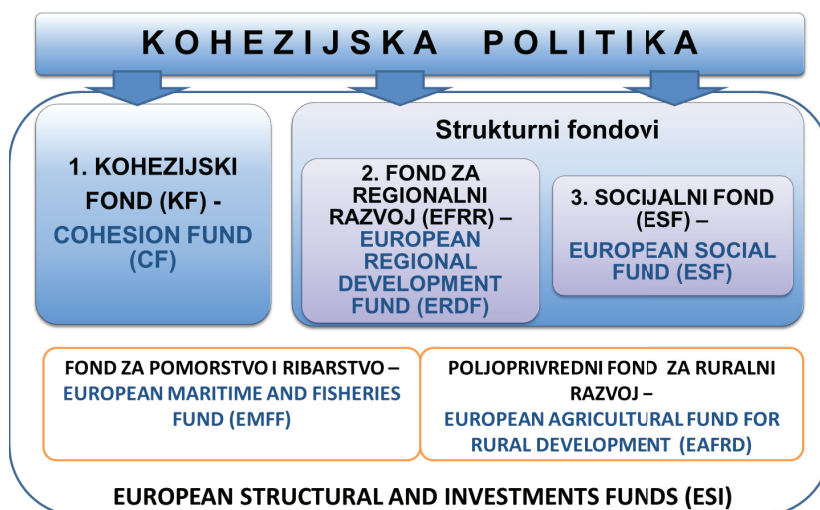 KOHEZIJSKA POLITIKA
1. KOHEZIJSKI
FOND (KF) -
COHESION FUND
(CF)
Strukturni fondovi
2. FOND ZA
REGIONALNI
RAZVOJ (EFRR) –
EUROPEAN
REGIONAL
DEVELOPMENT
FUND (ERDF)
3. SOCIJALNI FOND
(ESF) –
EUROPEAN SOCIAL
FUND (ESF)
FOND ZA POMORSTVO I RIBARSTVO –
EUROPEAN MARITIME AND FISHERIES
FUND (EMFF)
POLJOPRIVREDNI FOND ZA RURALNI
RAZVOJ –
EUROPEAN AGRICULTURAL FUND FOR
RURAL DEVELOPMENT (EAFRD)
EUROPEAN STRUCTURAL AND INVESTMENTS FUNDS (ESI)